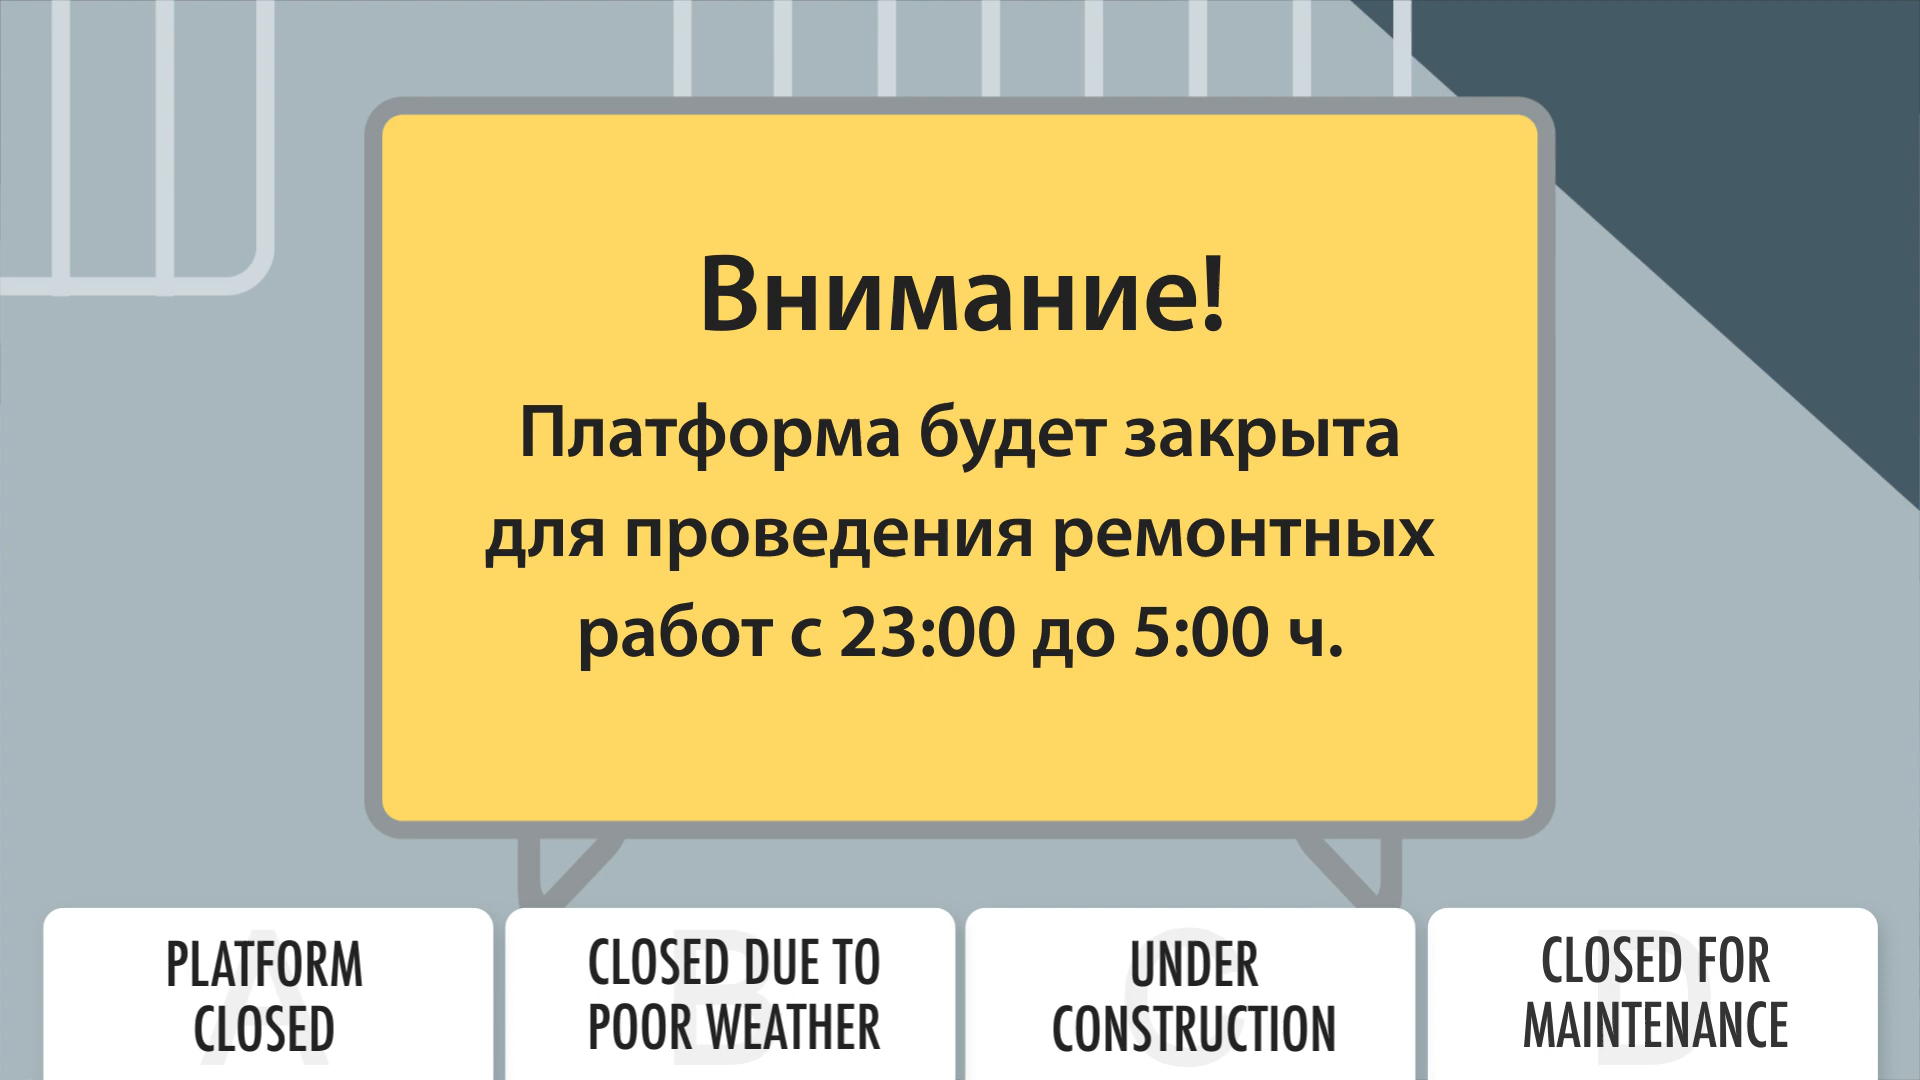 Внимание!
Платформа будет закрыта
для проведения ремонтных
работ с 23:00 до 5:00 ч.
A
PLATFORM
CLOSED
B
CLOSED DUE TO
POOR WEATHER
C
UNDER
CONSTRUCTION
D
CLOSED FOR
MAINTENANCE